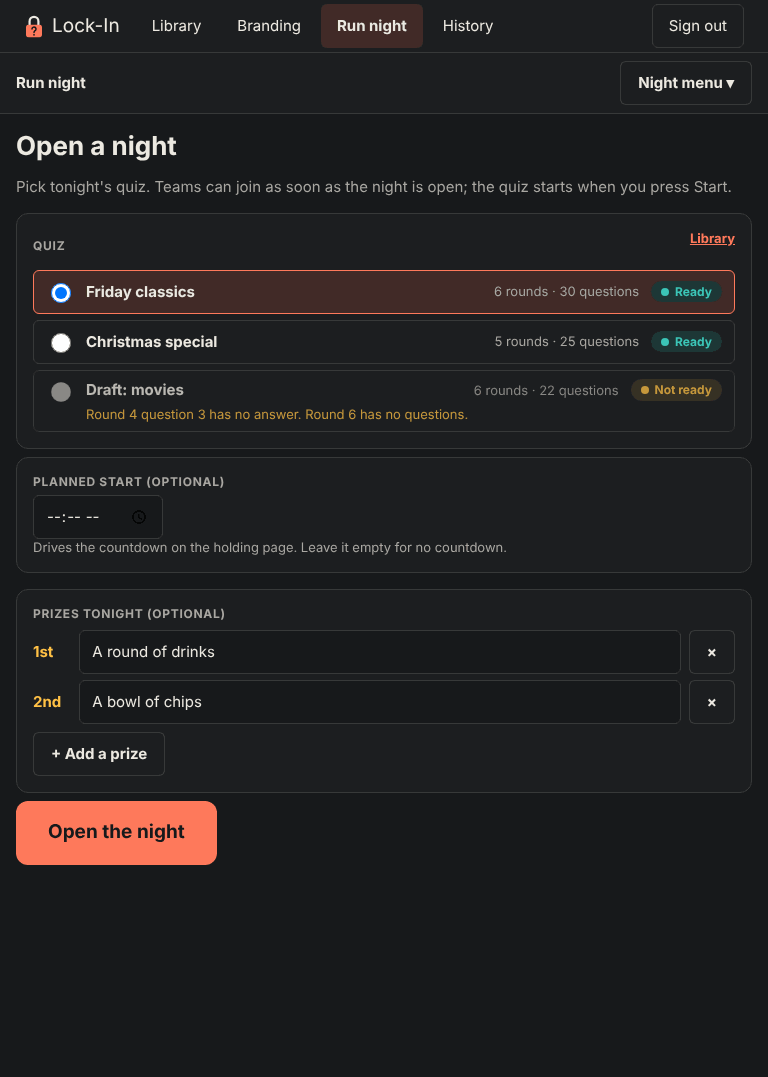 Lock-In Library Branding Run night History Sign out
Run night Night menu ▾
Open a night
Pick tonight's quiz. Teams can join as soon as the night is open; the quiz starts when you press Start.
QUIZ Library
Friday classics 6 rounds · 30 questions Ready
Christmas special 5 rounds · 25 questions Ready
Draft: movies 6 rounds · 22 questions Not ready
Round 4 question 3 has no answer. Round 6 has no questions.
PLANNED START (OPTIONAL)
--:-- --
Drives the countdown on the holding page. Leave it empty for no countdown.
PRIZES TONIGHT (OPTIONAL)
1st A round of drinks ×
2nd A bowl of chips ×
+ Add a prize
Open the night